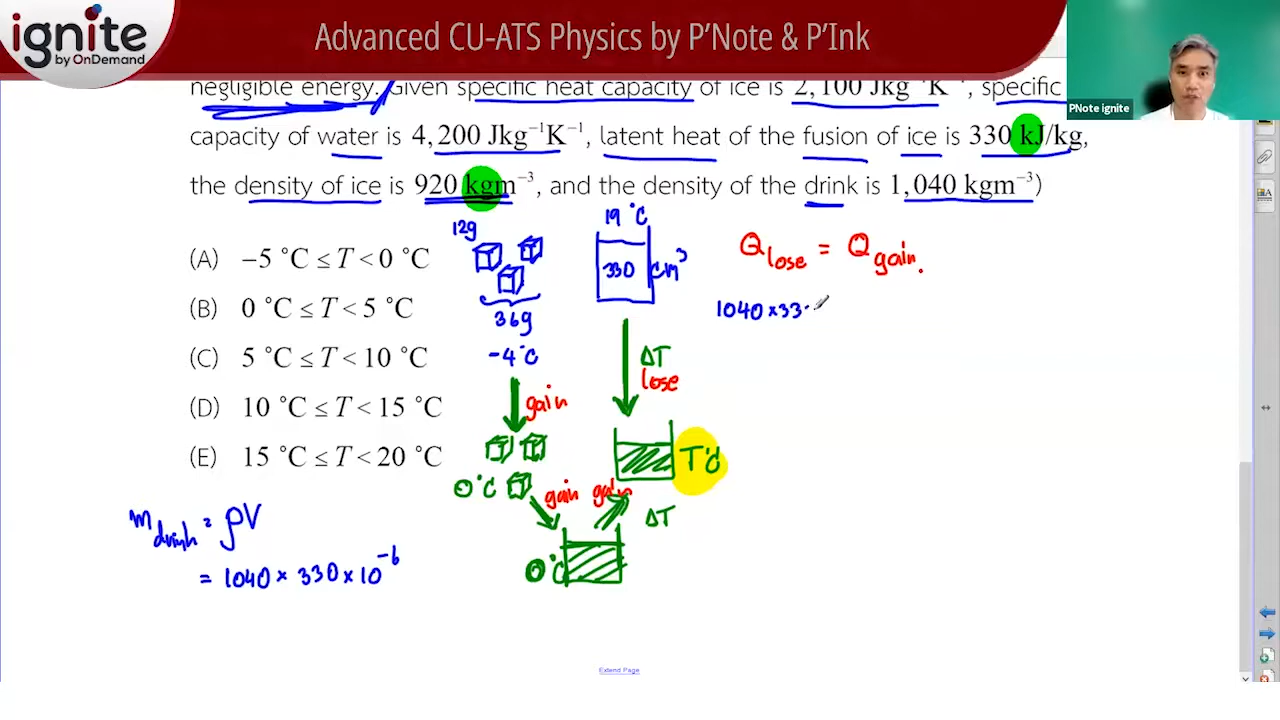 ignite
by OnDemand
Advanced CU-ATS Physics by P'Note & P'Ink
PNote ignite
negligible energy. Given specific heat capacity of ice is 2,100 Jkg⁻¹K⁻¹, specific
capacity of water is 4,200 Jkg⁻¹K⁻¹, latent heat of the fusion of ice is 330 kJ/kg,
the density of ice is 920 kgm⁻³, and the density of the drink is 1,040 kgm⁻³)
(A) −5 °C ≤ T < 0 °C
(B) 0 °C ≤ T < 5 °C
(C) 5 °C ≤ T < 10 °C
(D) 10 °C ≤ T < 15 °C
(E) 15 °C ≤ T < 20 °C
12g
36g
-4°C
gain
0°C
gain gain
0°C
19 °C
330 cm³
ΔT
lose
T°C
ΔT
Q lose = Q gain.
1040 × 33
m drink = ρV
= 1040 × 330 × 10⁻⁶
Extend Page